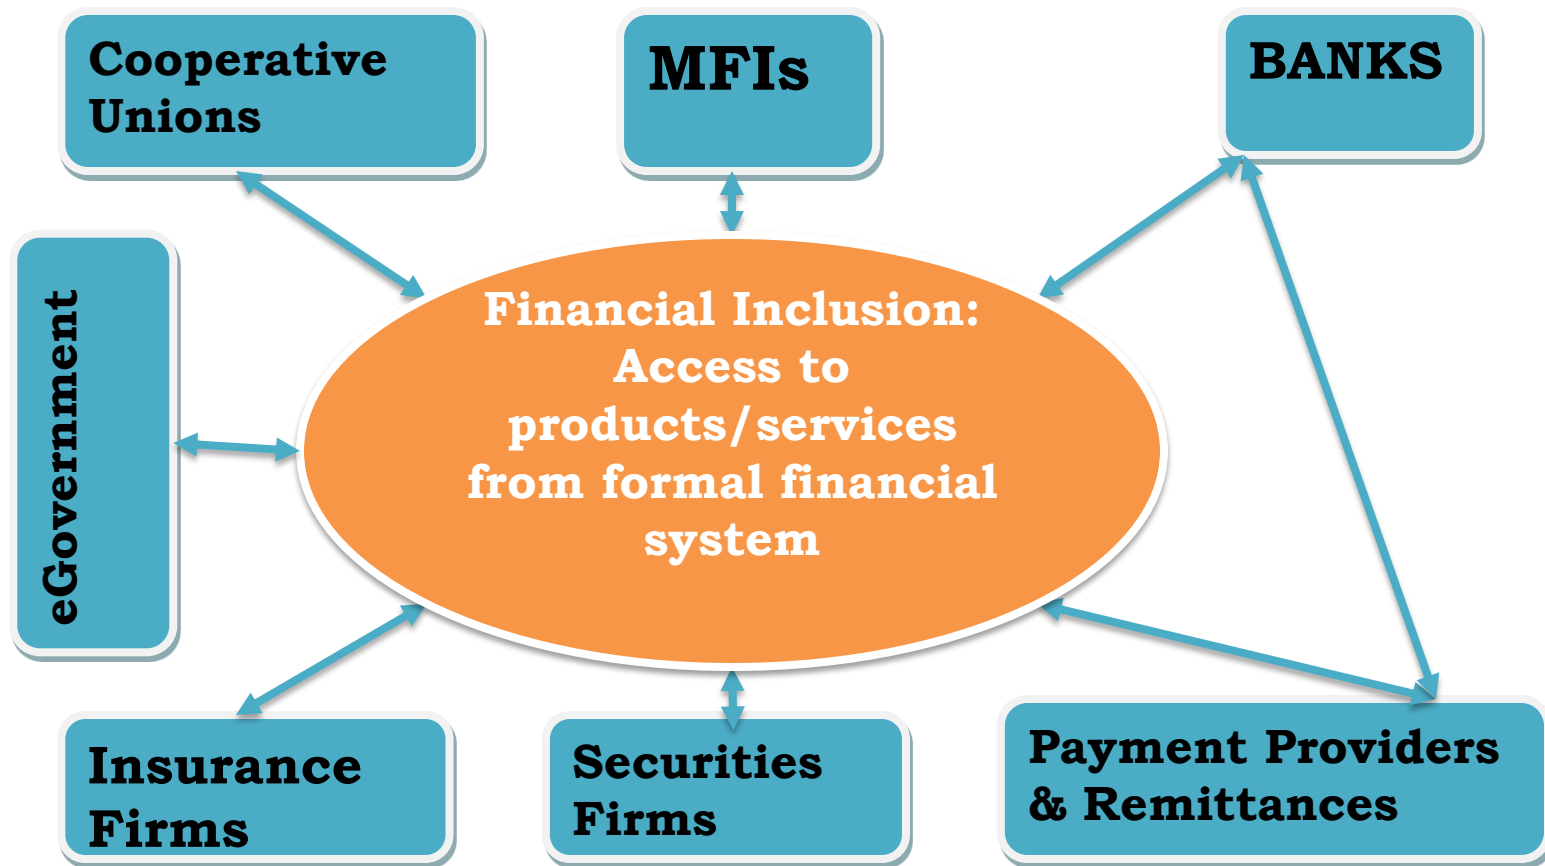 Cooperative
Unions
MFIs
BANKS
eGovernment
Financial Inclusion:
Access to
products/services
from formal financial
system
Insurance
Firms
Securities
Firms
Payment Providers
& Remittances